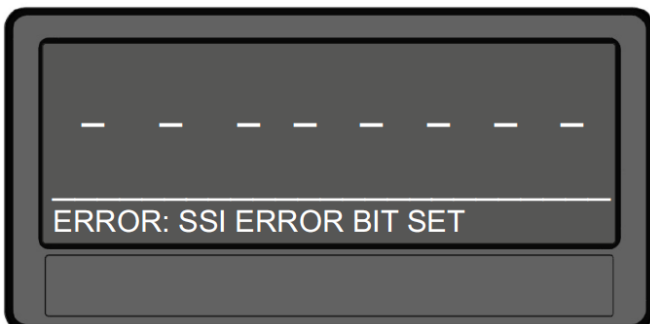 – – – – – – – –
ERROR: SSI ERROR BIT SET